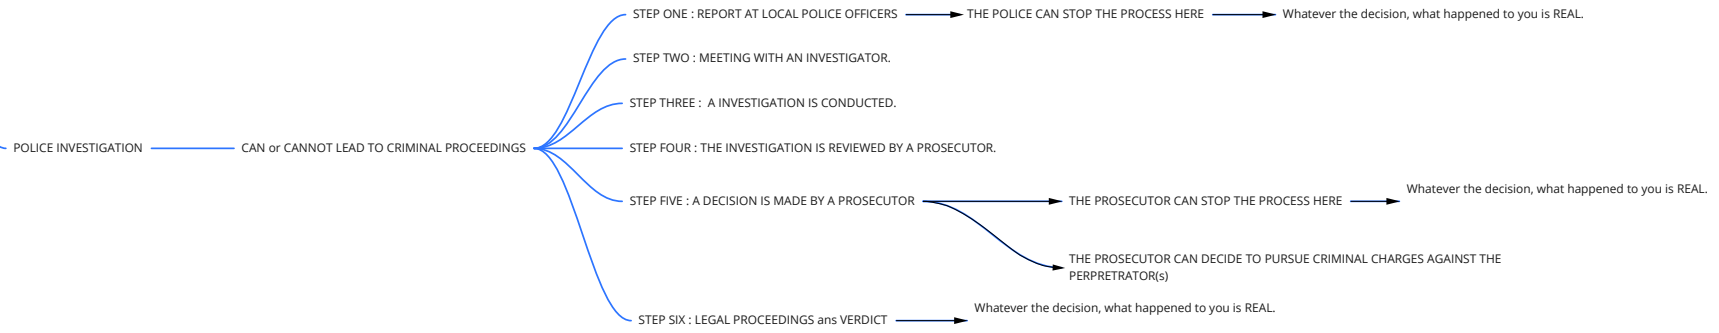 STEP ONE : REPORT AT LOCAL POLICE OFFICERS
THE POLICE CAN STOP THE PROCESS HERE
Whatever the decision, what happened to you is REAL.
STEP TWO : MEETING WITH AN INVESTIGATOR.
STEP THREE :  A INVESTIGATION IS CONDUCTED.
POLICE INVESTIGATION
CAN or CANNOT LEAD TO CRIMINAL PROCEEDINGS
STEP FOUR : THE INVESTIGATION IS REVIEWED BY A PROSECUTOR.
STEP FIVE : A DECISION IS MADE BY A PROSECUTOR
THE PROSECUTOR CAN STOP THE PROCESS HERE
Whatever the decision, what happened to you is REAL.
THE PROSECUTOR CAN DECIDE TO PURSUE CRIMINAL CHARGES AGAINST THE
PERPRETRATOR(s)
STEP SIX : LEGAL PROCEEDINGS ans VERDICT
Whatever the decision, what happened to you is REAL.